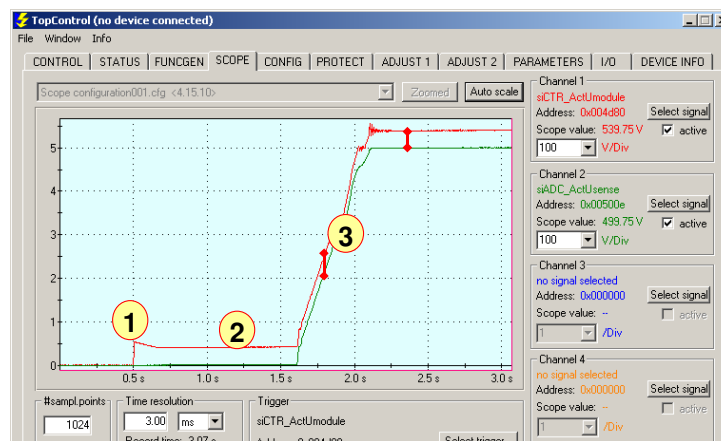 TopControl (no device connected)
File Window Info
CONTROL STATUS FUNCGEN SCOPE CONFIG PROTECT ADJUST 1 ADJUST 2 PARAMETERS I/O DEVICE INFO
Scope configuration001.cfg <4.15.10> Zoomed Auto scale
5
4
3
2
1
0
0.5 s 1.0 s 1.5 s 2.0 s 2.5 s 3.0 s
1
2
3
Channel 1
siCTR_ActUmodule
Address: 0x004d80 Select signal
Scope value: 539.75 V active
100 V/Div
Channel 2
siADC_ActUsense
Address: 0x00500e Select signal
Scope value: 499.75 V active
100 V/Div
Channel 3
no signal selected
Address: 0x000000 Select signal
Scope value: -- active
1 /Div
Channel 4
no signal selected
Address: 0x000000 Select signal
Scope value: -- active
1 /Div
#sampl.points
1024
Time resolution
3.00 ms
Record time: 3.07 s
Trigger
siCTR_ActUmodule
Address: 0x004d80 Select trigger